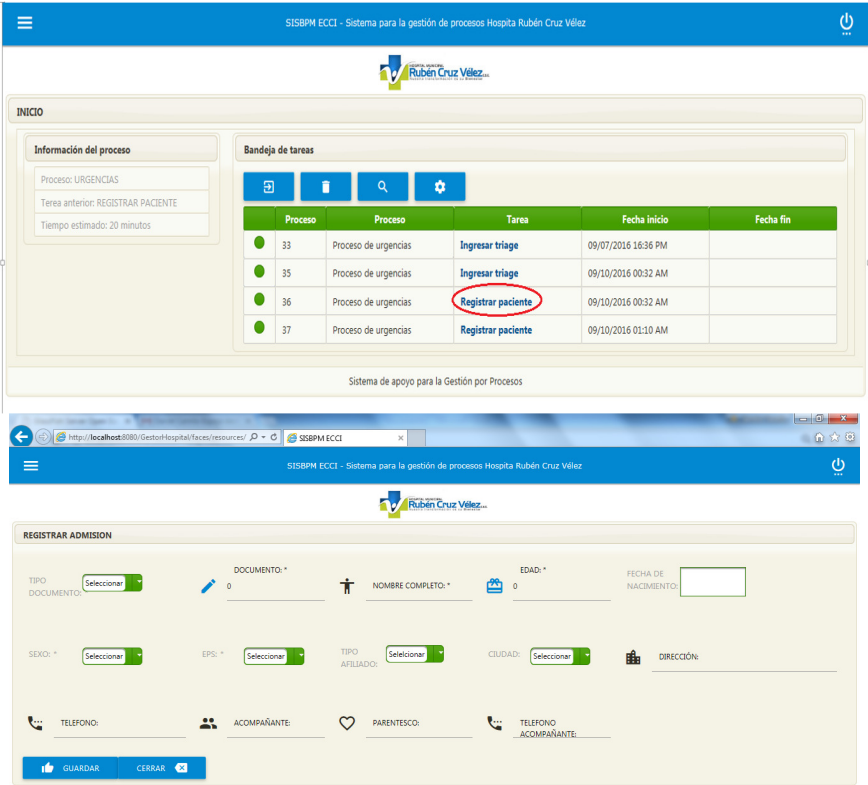 SISBPM ECCI - Sistema para la gestión de procesos Hospita Rubén Cruz Vélez
HOSPITAL MUNICIPAL
Rubén Cruz Vélez
INICIO
Información del proceso
Proceso: URGENCIAS
Terea anterior: REGISTRAR PACIENTE
Tiempo estimado: 20 minutos
Bandeja de tareas
Proceso Proceso Tarea Fecha inicio Fecha fin
33 Proceso de urgencias Ingresar triage 09/07/2016 16:36 PM
35 Proceso de urgencias Ingresar triage 09/10/2016 00:32 AM
36 Proceso de urgencias Registrar paciente 09/10/2016 00:32 AM
37 Proceso de urgencias Registrar paciente 09/10/2016 01:10 AM
Sistema de apoyo para la Gestión por Procesos
http://localhost:8080/GestorHospital/faces/resources/ SISBPM ECCI
SISBPM ECCI - Sistema para la gestión de procesos Hospita Rubén Cruz Vélez
HOSPITAL MUNICIPAL
Rubén Cruz Vélez
REGISTRAR ADMISION
TIPO DOCUMENTO: Seleccionar
DOCUMENTO: *
0
NOMBRE COMPLETO: *
EDAD: *
0
FECHA DE NACIMIENTO:
SEXO: * Seleccionar
EPS: * Seleccionar
TIPO AFILIADO: Selelcionar
CIUDAD: Seleccionar
DIRECCIÓN:
TELEFONO:
ACOMPAÑANTE:
PARENTESCO:
TELEFONO ACOMPAÑANTE:
GUARDAR CERRAR